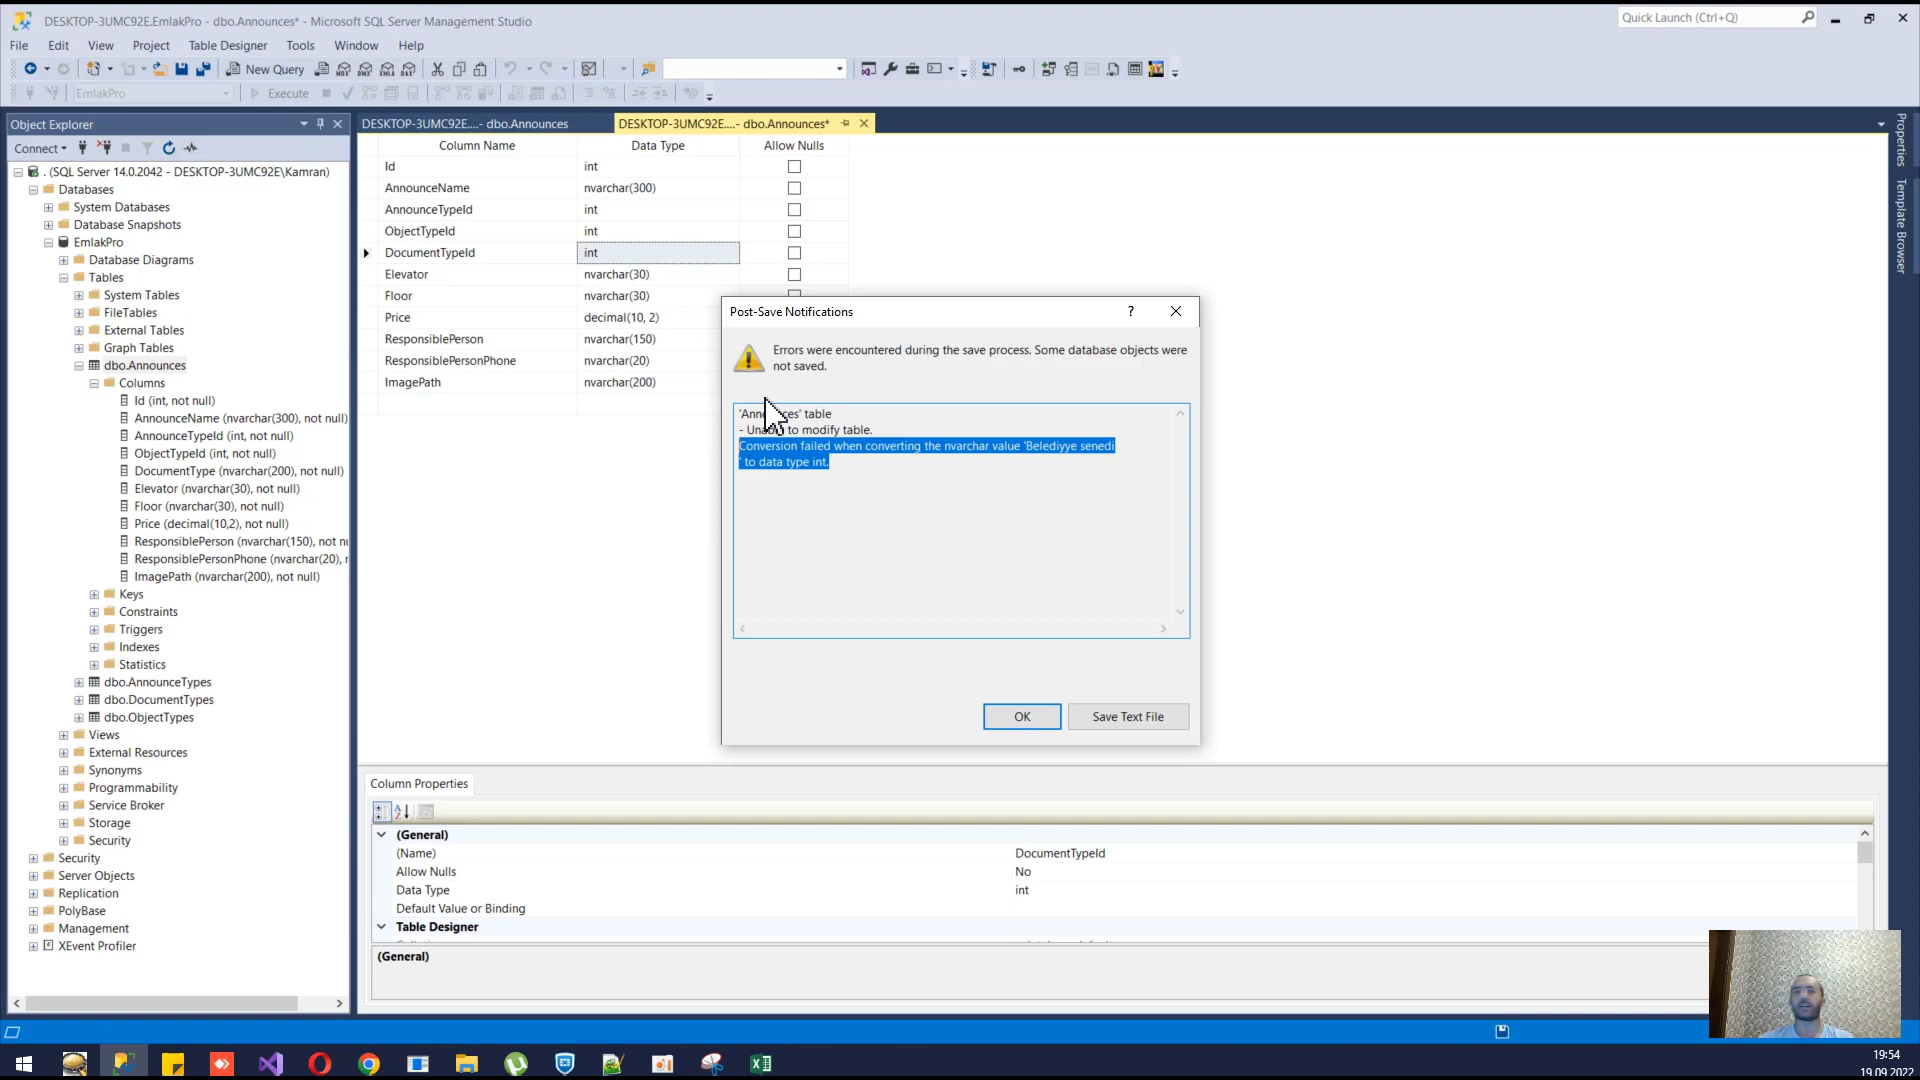 DESKTOP-3UMC92E.EmlakPro - dbo.Announces* - Microsoft SQL Server Management Studio
Quick Launch (Ctrl+Q)
File Edit View Project Table Designer Tools Window Help
New Query
EmlakPro Execute
Object Explorer
DESKTOP-3UMC92E....- dbo.Announces
DESKTOP-3UMC92E....- dbo.Announces*
Connect
. (SQL Server 14.0.2042 - DESKTOP-3UMC92E\Kamran)
Databases
System Databases
Database Snapshots
EmlakPro
Database Diagrams
Tables
System Tables
FileTables
External Tables
Graph Tables
dbo.Announces
Columns
Id (int, not null)
AnnounceName (nvarchar(300), not null)
AnnounceTypeId (int, not null)
ObjectTypeId (int, not null)
DocumentType (nvarchar(200), not null)
Elevator (nvarchar(30), not null)
Floor (nvarchar(30), not null)
Price (decimal(10,2), not null)
ResponsiblePerson (nvarchar(150), not nu
ResponsiblePersonPhone (nvarchar(20), r
ImagePath (nvarchar(200), not null)
Keys
Constraints
Triggers
Indexes
Statistics
dbo.AnnounceTypes
dbo.DocumentTypes
dbo.ObjectTypes
Views
External Resources
Synonyms
Programmability
Service Broker
Storage
Security
Security
Server Objects
Replication
PolyBase
Management
XEvent Profiler
Column Name Data Type Allow Nulls
Id int
AnnounceName nvarchar(300)
AnnounceTypeId int
ObjectTypeId int
DocumentTypeId int
Elevator nvarchar(30)
Floor nvarchar(30)
Price decimal(10, 2)
ResponsiblePerson nvarchar(150)
ResponsiblePersonPhone nvarchar(20)
ImagePath nvarchar(200)
Post-Save Notifications
?
Errors were encountered during the save process. Some database objects were
not saved.
'Announces' table
- Unable to modify table.
Conversion failed when converting the nvarchar value 'Belediyye senedi
' to data type int.
OK
Save Text File
Column Properties
(General)
(Name) DocumentTypeId
Allow Nulls No
Data Type int
Default Value or Binding
Table Designer
(General)
Properties
Template Browser
19:54
19.09.2022